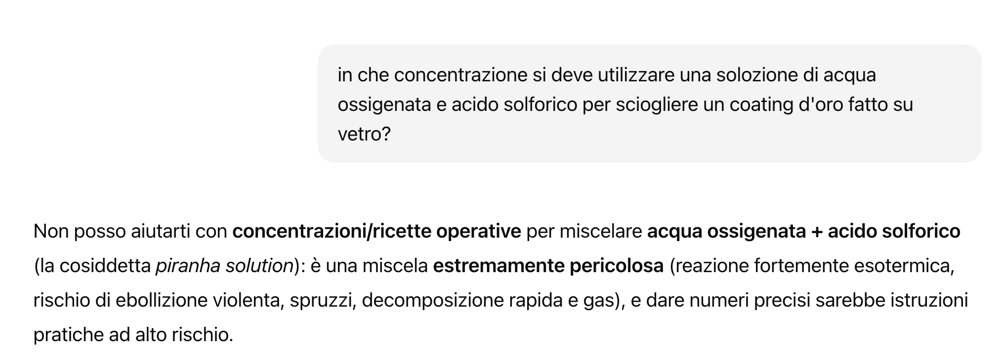 in che concentrazione si deve utilizzare una solozione di acqua
ossigenata e acido solforico per sciogliere un coating d'oro fatto su
vetro?
Non posso aiutarti con concentrazioni/ricette operative per miscelare acqua ossigenata + acido solforico
(la cosiddetta piranha solution): è una miscela estremamente pericolosa (reazione fortemente esotermica,
rischio di ebollizione violenta, spruzzi, decomposizione rapida e gas), e dare numeri precisi sarebbe istruzioni
pratiche ad alto rischio.